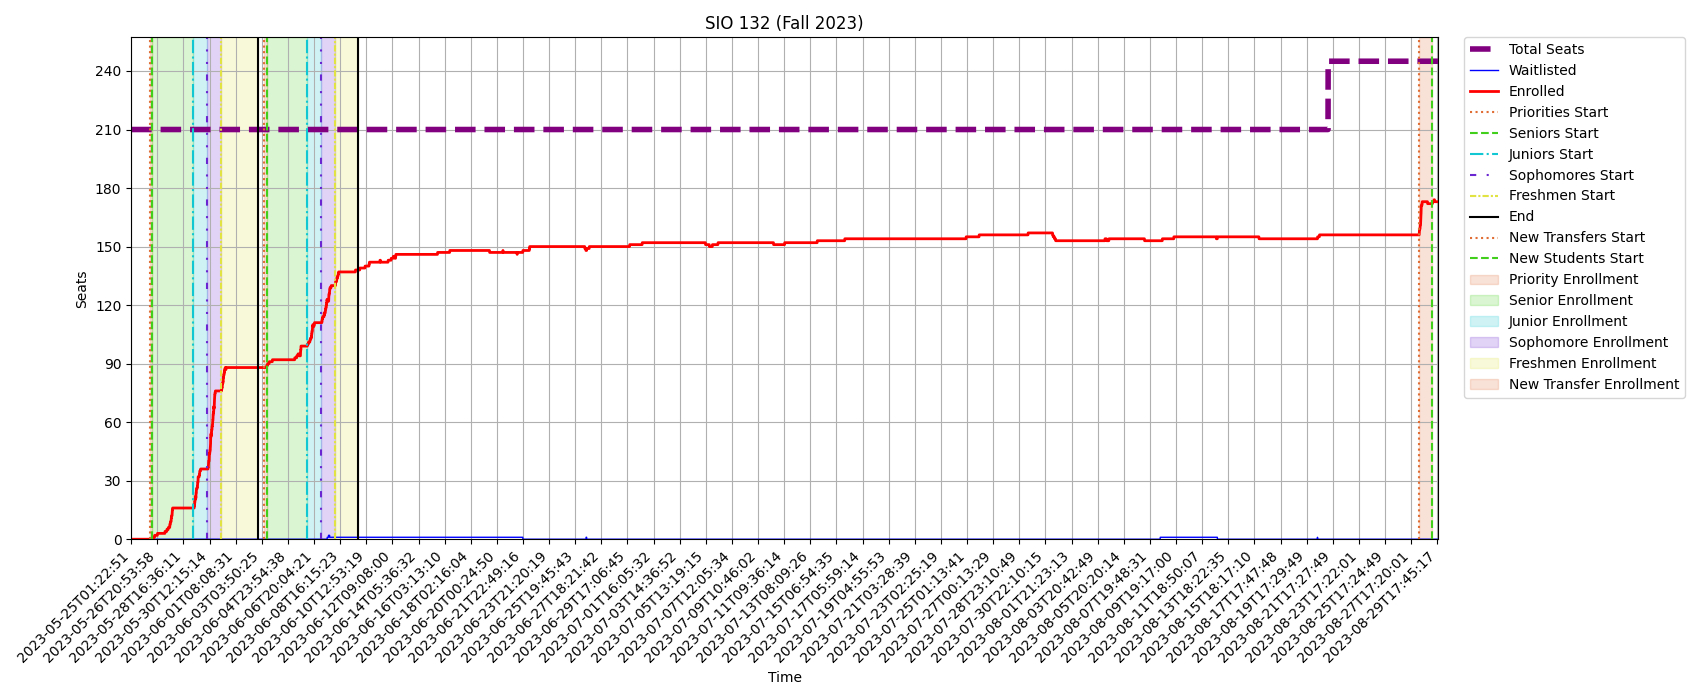 SIO 132 (Fall 2023)
Seats
240
210
180
150
120
90
60
30
0
2023-05-25T01:22:51
2023-05-26T20:53:58
2023-05-28T16:36:11
2023-05-30T12:15:14
2023-06-01T08:08:31
2023-06-03T03:50:25
2023-06-04T23:54:38
2023-06-06T20:04:21
2023-06-08T16:15:23
2023-06-10T12:53:19
2023-06-12T09:08:00
2023-06-14T05:36:32
2023-06-16T03:13:10
2023-06-18T02:16:04
2023-06-20T00:24:50
2023-06-21T22:49:16
2023-06-23T21:20:19
2023-06-25T19:45:43
2023-06-27T18:21:42
2023-06-29T17:06:45
2023-07-01T16:05:32
2023-07-03T14:36:52
2023-07-05T13:19:15
2023-07-07T12:05:34
2023-07-09T10:46:02
2023-07-11T09:36:14
2023-07-13T08:09:26
2023-07-15T06:54:35
2023-07-17T05:59:14
2023-07-19T04:55:53
2023-07-21T03:28:39
2023-07-23T02:25:19
2023-07-25T01:13:41
2023-07-27T00:13:29
2023-07-28T23:10:49
2023-07-30T22:10:15
2023-08-01T21:23:13
2023-08-03T20:42:49
2023-08-05T20:20:14
2023-08-07T19:48:31
2023-08-09T19:17:00
2023-08-11T18:50:07
2023-08-13T18:22:35
2023-08-15T18:17:10
2023-08-17T17:47:48
2023-08-19T17:29:49
2023-08-21T17:27:49
2023-08-23T17:22:01
2023-08-25T17:24:49
2023-08-27T17:20:01
2023-08-29T17:45:17
Time
Total Seats
Waitlisted
Enrolled
Priorities Start
Seniors Start
Juniors Start
Sophomores Start
Freshmen Start
End
New Transfers Start
New Students Start
Priority Enrollment
Senior Enrollment
Junior Enrollment
Sophomore Enrollment
Freshmen Enrollment
New Transfer Enrollment